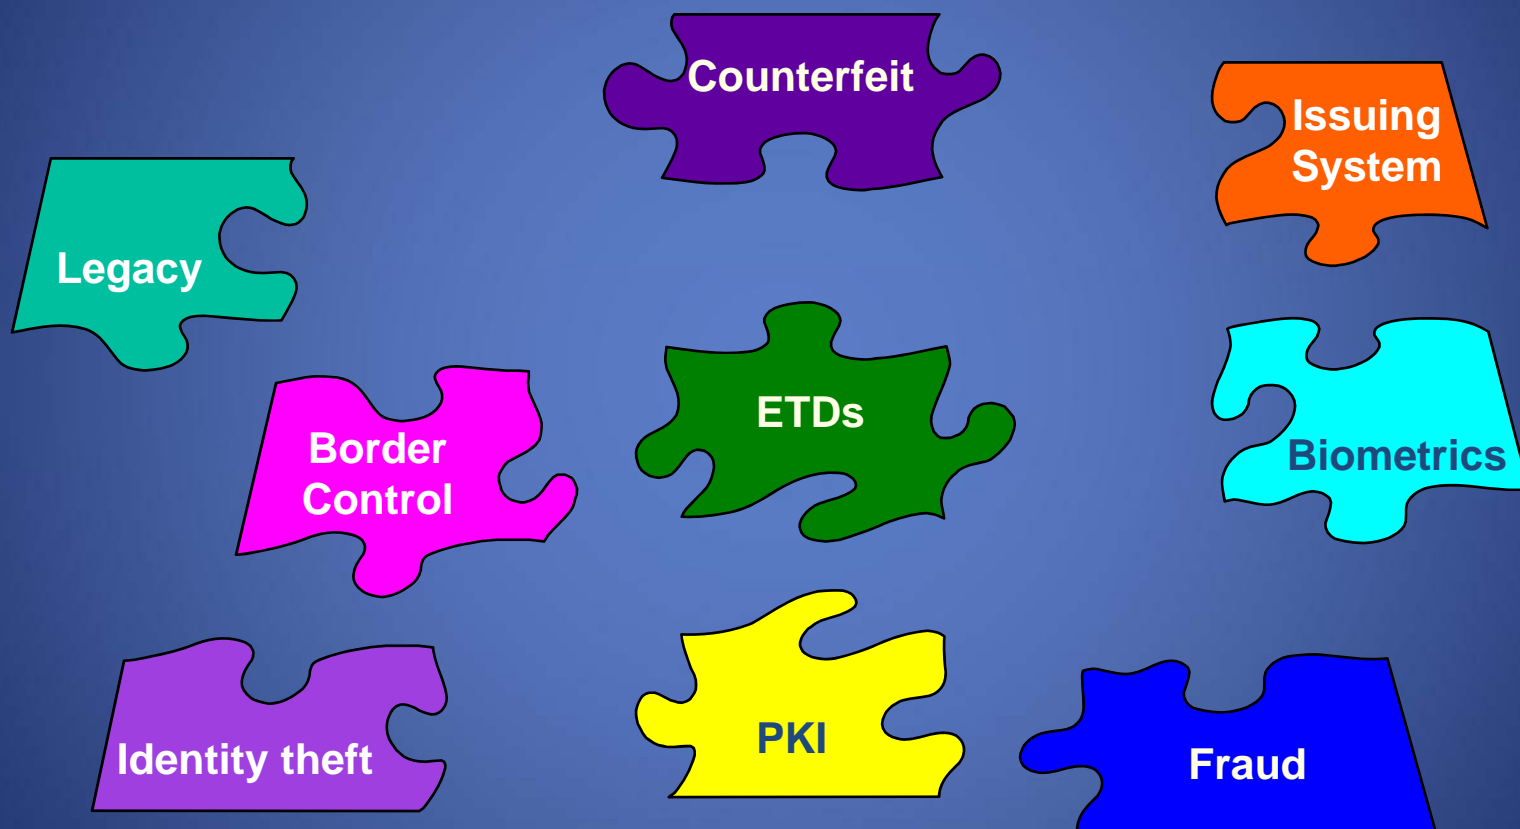 Counterfeit
Issuing
System
Legacy
ETDs
Border
Control
Biometrics
Identity theft
PKI
Fraud